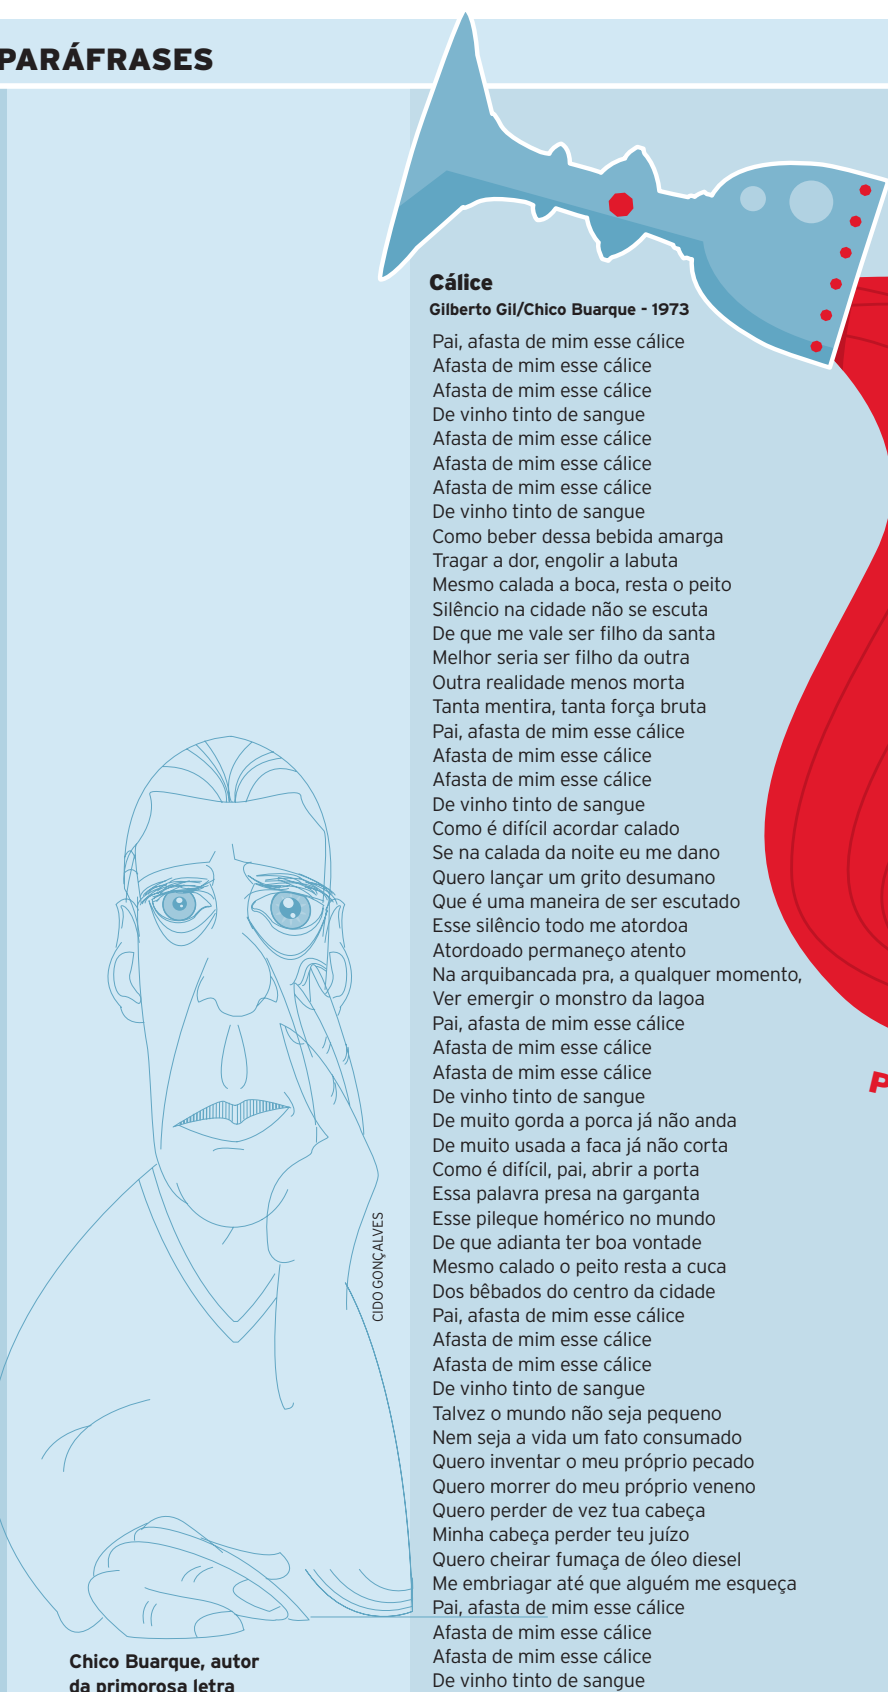 PARÁFRASES
Cálice
Gilberto Gil/Chico Buarque - 1973
Pai, afasta de mim esse cálice
Afasta de mim esse cálice
Afasta de mim esse cálice
De vinho tinto de sangue
Afasta de mim esse cálice
Afasta de mim esse cálice
Afasta de mim esse cálice
De vinho tinto de sangue
Como beber dessa bebida amarga
Tragar a dor, engolir a labuta
Mesmo calada a boca, resta o peito
Silêncio na cidade não se escuta
De que me vale ser filho da santa
Melhor seria ser filho da outra
Outra realidade menos morta
Tanta mentira, tanta força bruta
Pai, afasta de mim esse cálice
Afasta de mim esse cálice
Afasta de mim esse cálice
De vinho tinto de sangue
Como é difícil acordar calado
Se na calada da noite eu me dano
Quero lançar um grito desumano
Que é uma maneira de ser escutado
Esse silêncio todo me atordoa
Atordoado permaneço atento
Na arquibancada pra, a qualquer momento,
Ver emergir o monstro da lagoa
Pai, afasta de mim esse cálice
Afasta de mim esse cálice
Afasta de mim esse cálice
De vinho tinto de sangue
De muito gorda a porca já não anda
De muito usada a faca já não corta
Como é difícil, pai, abrir a porta
Essa palavra presa na garganta
Esse pileque homérico no mundo
De que adianta ter boa vontade
Mesmo calado o peito resta a cuca
Dos bêbados do centro da cidade
Pai, afasta de mim esse cálice
Afasta de mim esse cálice
Afasta de mim esse cálice
De vinho tinto de sangue
Talvez o mundo não seja pequeno
Nem seja a vida um fato consumado
Quero inventar o meu próprio pecado
Quero morrer do meu próprio veneno
Quero perder de vez tua cabeça
Minha cabeça perder teu juízo
Quero cheirar fumaça de óleo diesel
Me embriagar até que alguém me esqueça
Pai, afasta de mim esse cálice
Afasta de mim esse cálice
Afasta de mim esse cálice
De vinho tinto de sangue
P
CIDO GONÇALVES
Chico Buarque, autor
da primorosa letra